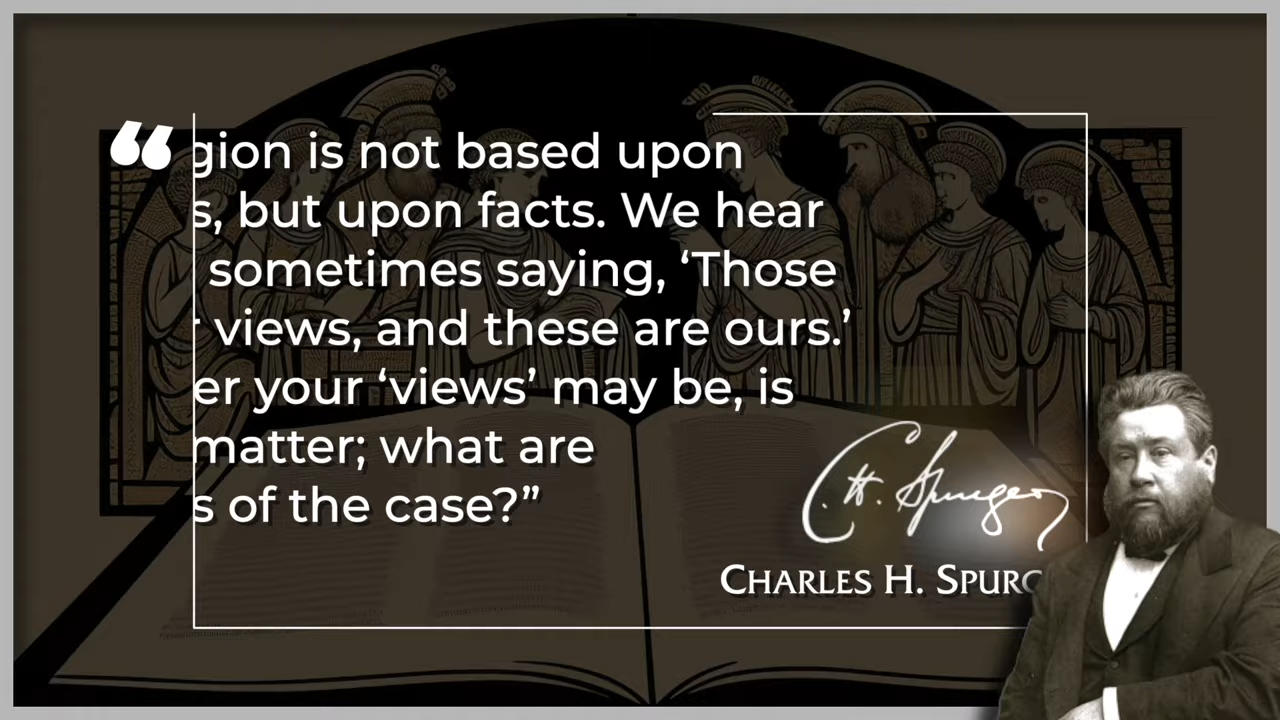 gion is not based upon
s, but upon facts. We hear
sometimes saying, ‘Those
views, and these are ours.’
er your ‘views’ may be, is
matter; what are
s of the case?”
C. H. Spurgeon
CHARLES H. SPURG